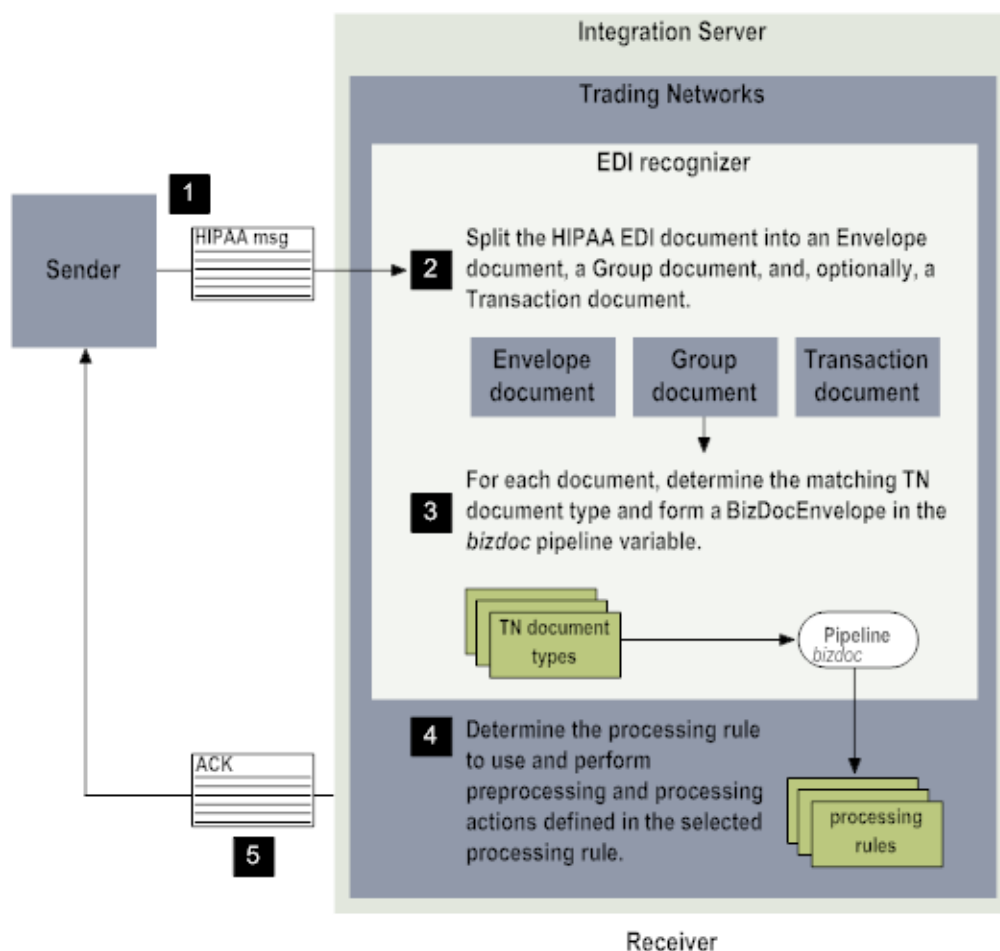 Integration Server
Trading Networks
EDI recognizer
1
HIPAA msg
Sender
2
Split the HIPAA EDI document into an Envelope
document, a Group document, and, optionally, a
Transaction document.
Envelope
document
Group
document
Transaction
document
3
For each document, determine the matching TN
document type and form a BizDocEnvelope in the
bizdoc pipeline variable.
TN document
types
Pipeline
bizdoc
4
Determine the processing rule
to use and perform
preprocessing and processing
actions defined in the selected
processing rule.
processing
rules
ACK
5
Receiver